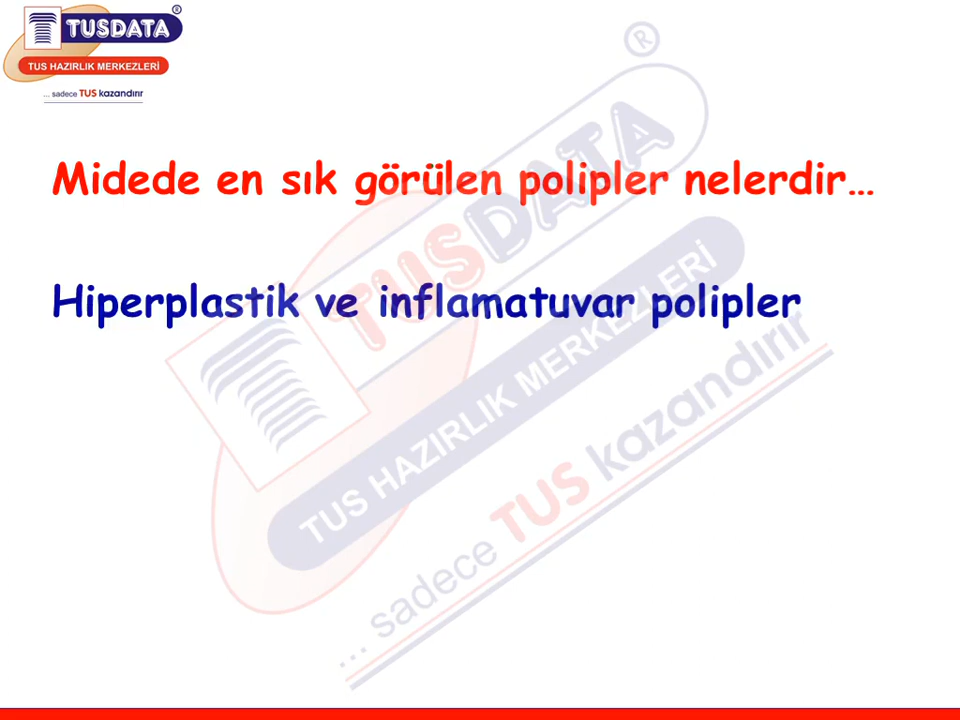 TUSDATA®
TUS HAZIRLIK MERKEZLERİ
... sadece TUS kazandırır
Midede en sık görülen polipler nelerdir…
Hiperplastik ve inflamatuvar polipler
TUSDATA®
TUS HAZIRLIK MERKEZLERİ
... sadece TUS kazandırır